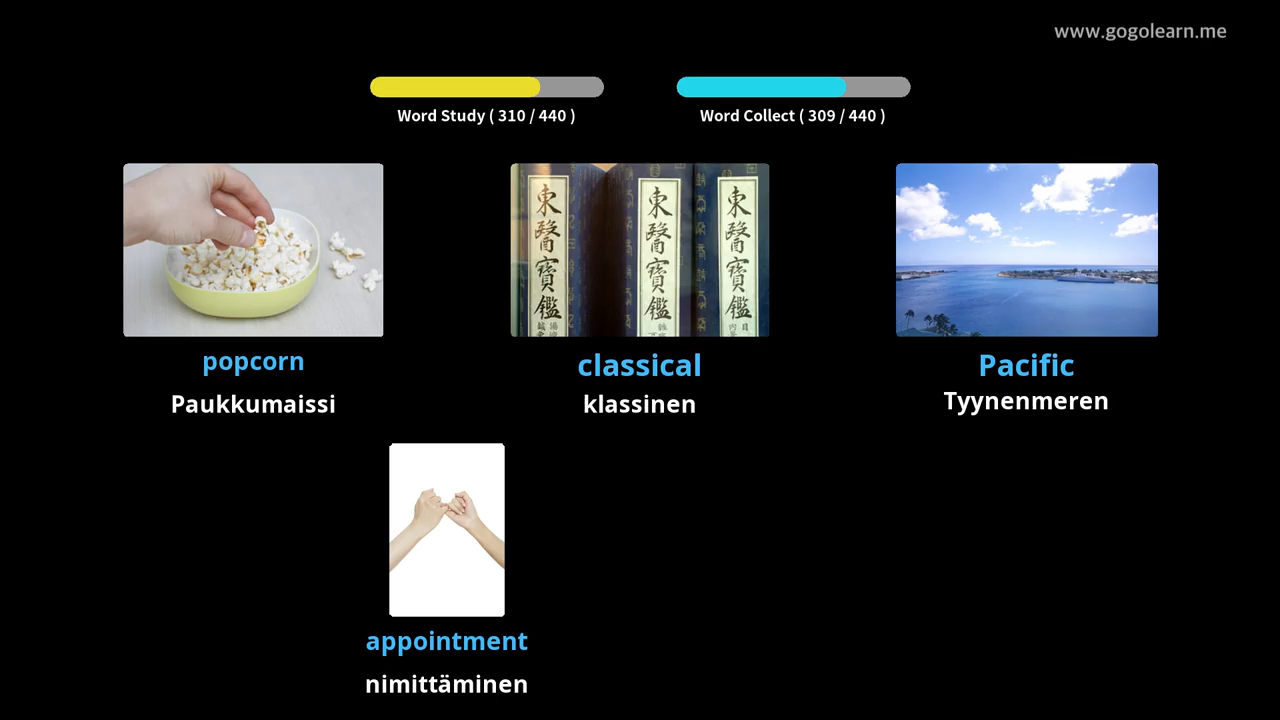 www.gogolearn.me
Word Study ( 310 / 440 )
Word Collect ( 309 / 440 )
東醫寶鑑
東醫寶鑑
東醫寶鑑
popcorn
classical
Pacific
Paukkumaissi
klassinen
Tyynenmeren
appointment
nimittäminen